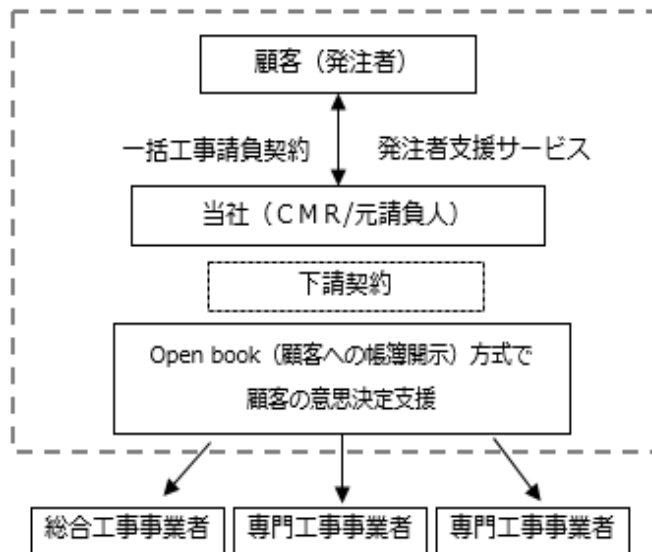 顧客（発注者）
一括工事請負契約　発注者支援サービス
当社（ＣＭＲ/元請負人）
下請契約
Open book（顧客への帳簿開示）方式で
顧客の意思決定支援
総合工事事業者　専門工事事業者　専門工事事業者